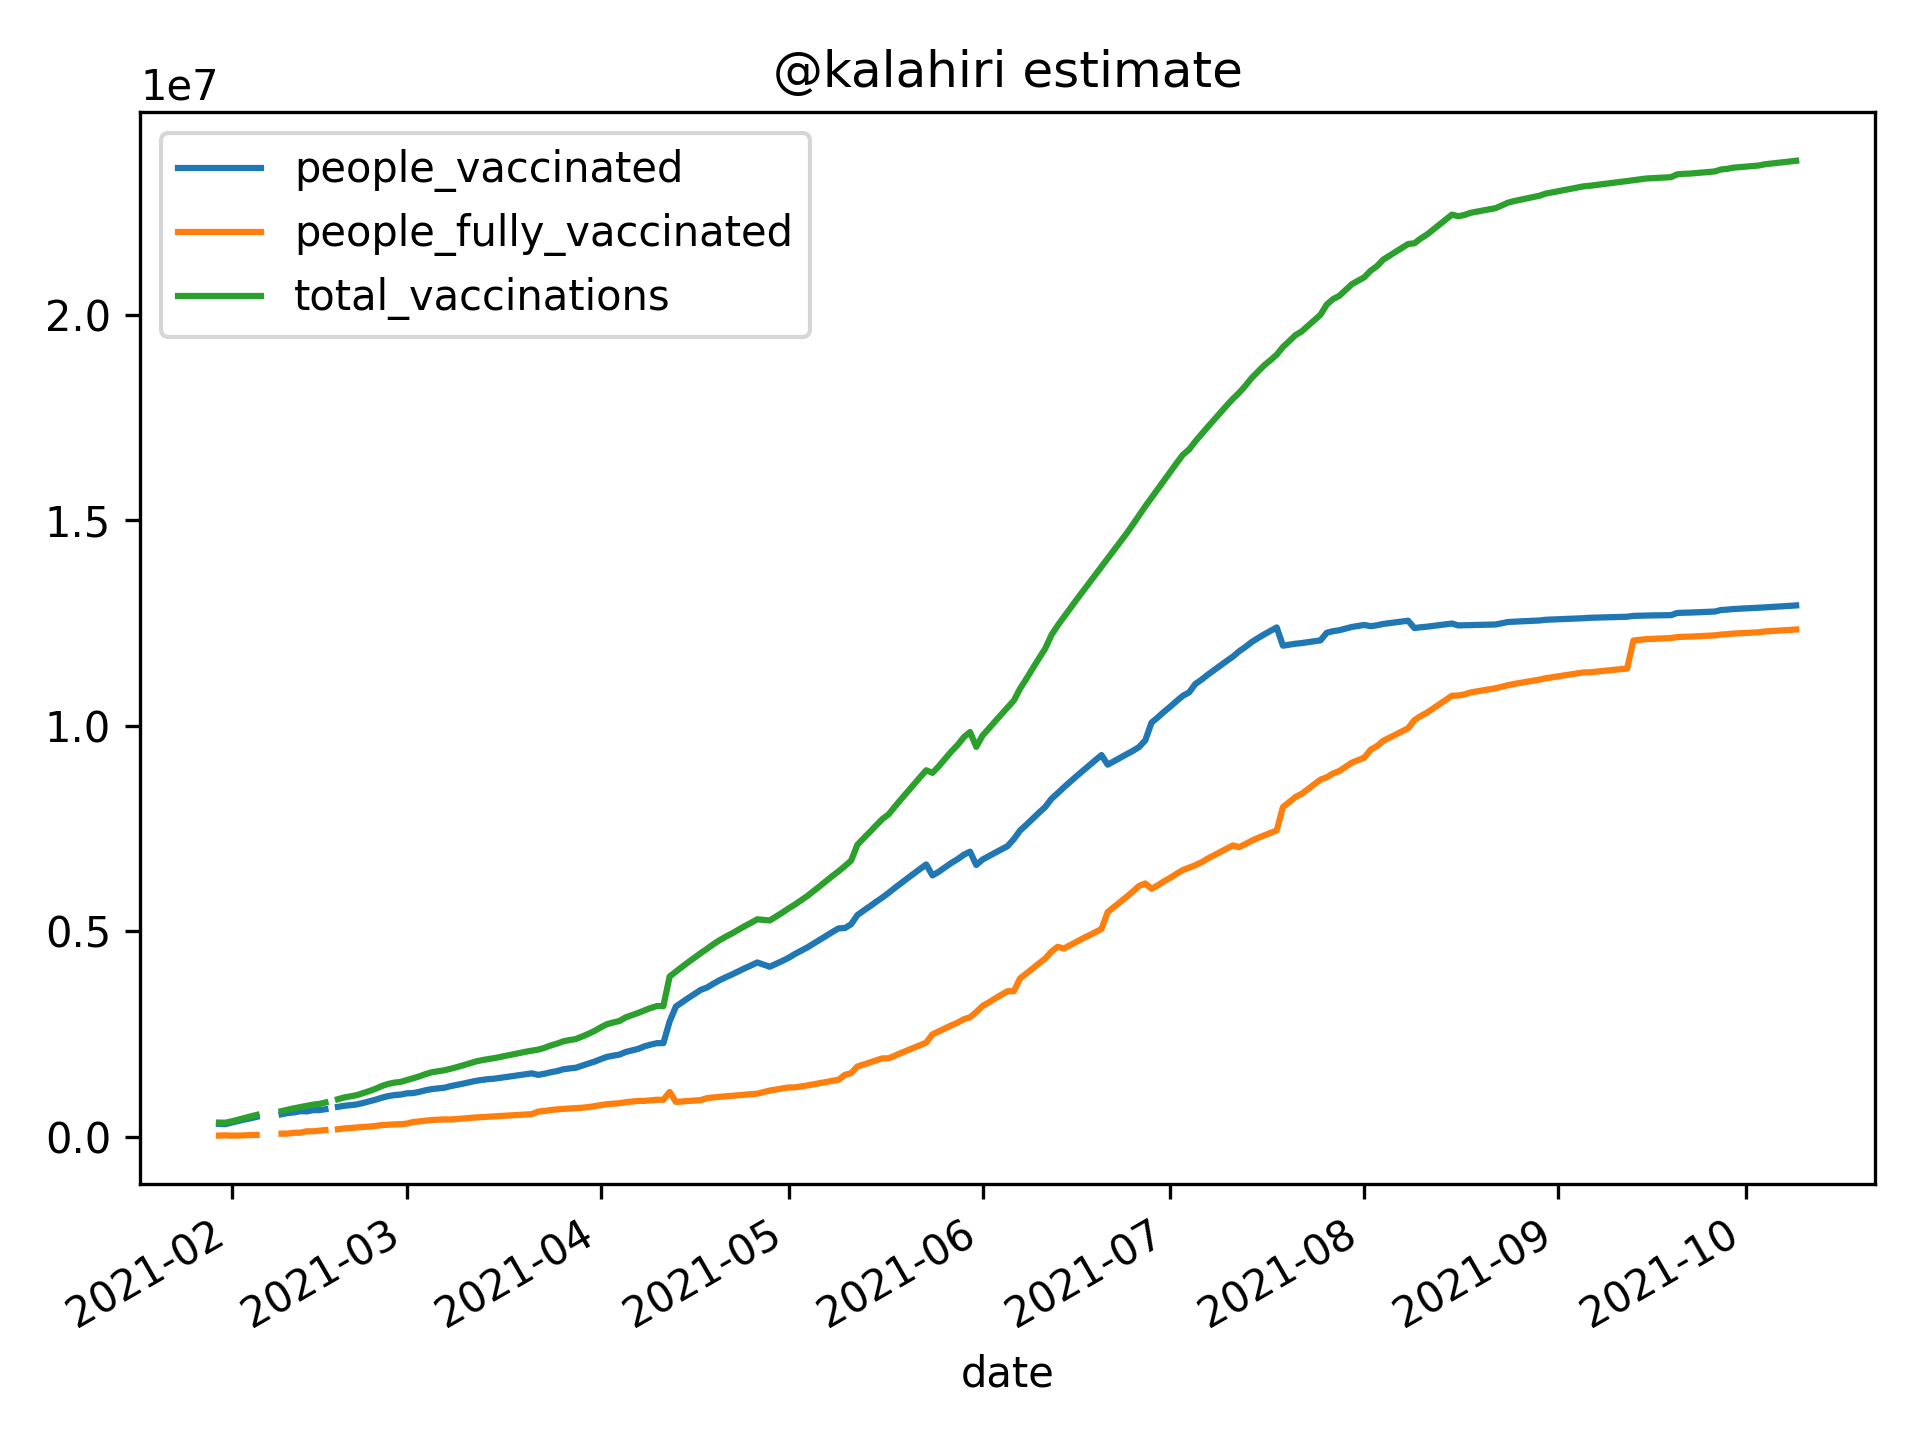 @kalahiri estimate
1e7
people_vaccinated
people_fully_vaccinated
total_vaccinations
2.0
1.5
1.0
0.5
0.0
2021-02
2021-03
2021-04
2021-05
2021-06
2021-07
2021-08
2021-09
2021-10
date